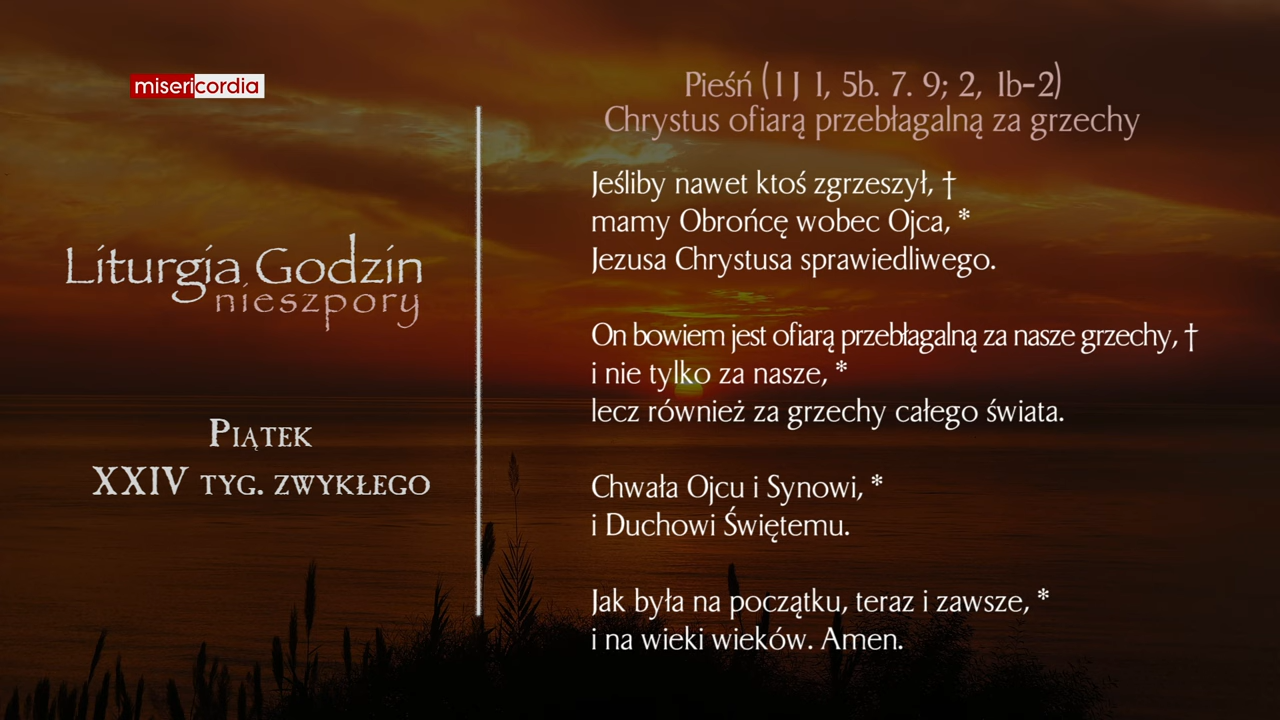 misericordia
Liturgia Godzin
nieszpory
Piątek
XXIV tyg. zwykłego
Pieśń (1 J 1, 5b. 7. 9; 2, 1b-2)
Chrystus ofiarą przebłagalną za grzechy
Jeśliby nawet ktoś zgrzeszył, †
mamy Obrońcę wobec Ojca, *
Jezusa Chrystusa sprawiedliwego.
On bowiem jest ofiarą przebłagalną za nasze grzechy, †
i nie tylko za nasze, *
lecz również za grzechy całego świata.
Chwała Ojcu i Synowi, *
i Duchowi Świętemu.
Jak była na początku, teraz i zawsze, *
i na wieki wieków. Amen.